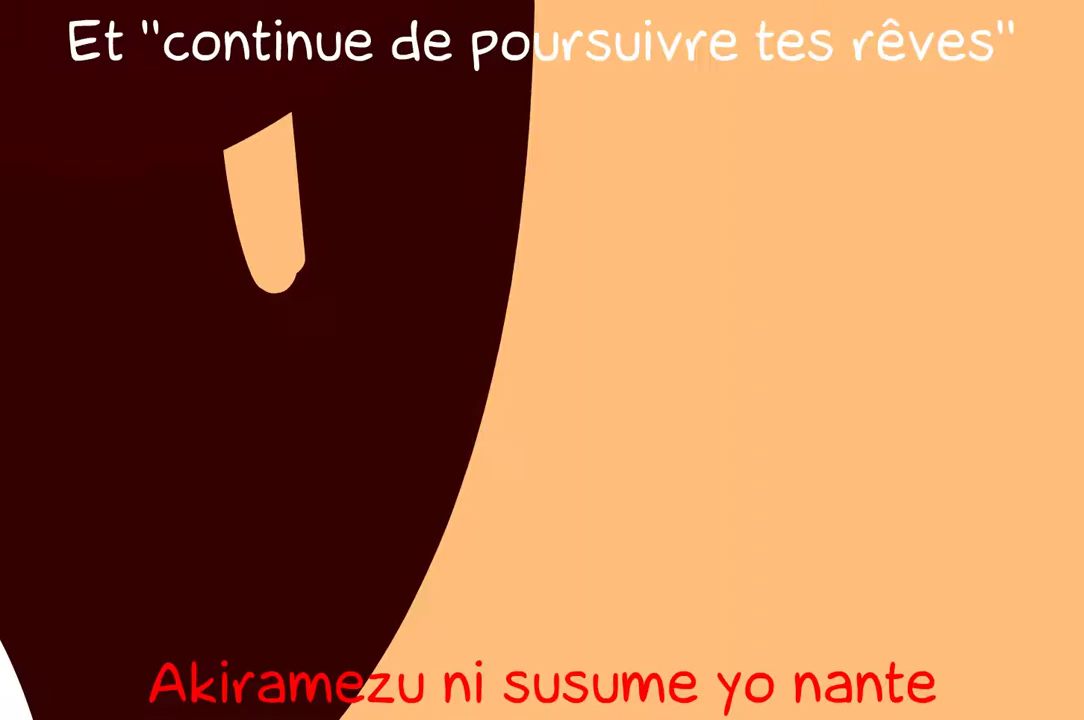 Et "continue de poursuivre tes rêves"
Akiramezu ni susume yo nante